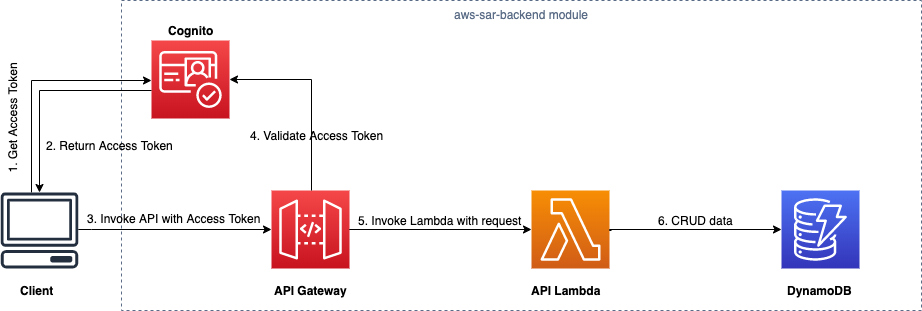 aws-sar-backend module
Cognito
1. Get Access Token
2. Return Access Token
4. Validate Access Token
3. Invoke API with Access Token
5. Invoke Lambda with request
6. CRUD data
Client
API Gateway
API Lambda
DynamoDB